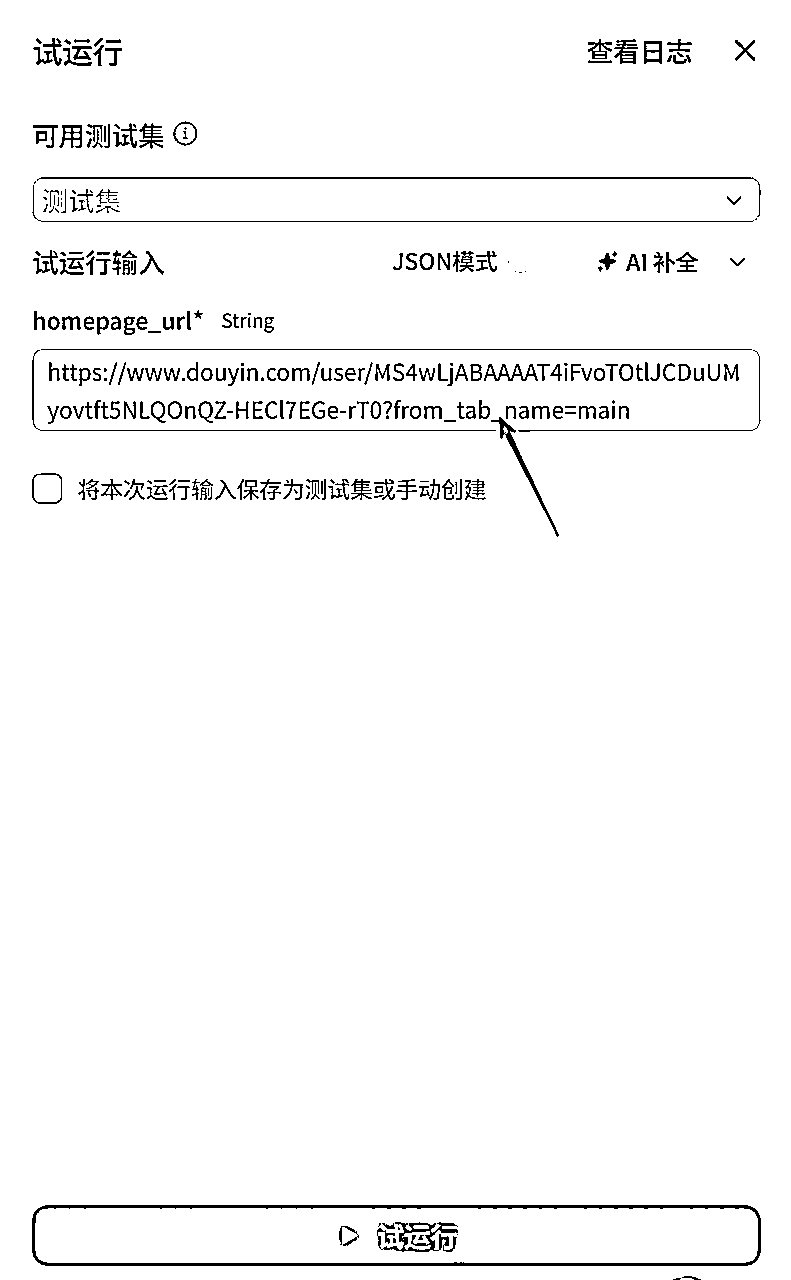 试运行
查看日志
可用测试集
测试集
试运行输入
JSON模式
AI 补全
homepage_url* String
https://www.douyin.com/user/MS4wLjABAAAAT4iFvoTOtlJCDuUM
yovtft5NLQOnQZ-HECl7EGe-rT0?from_tab_name=main
将本次运行输入保存为测试集或手动创建
试运行